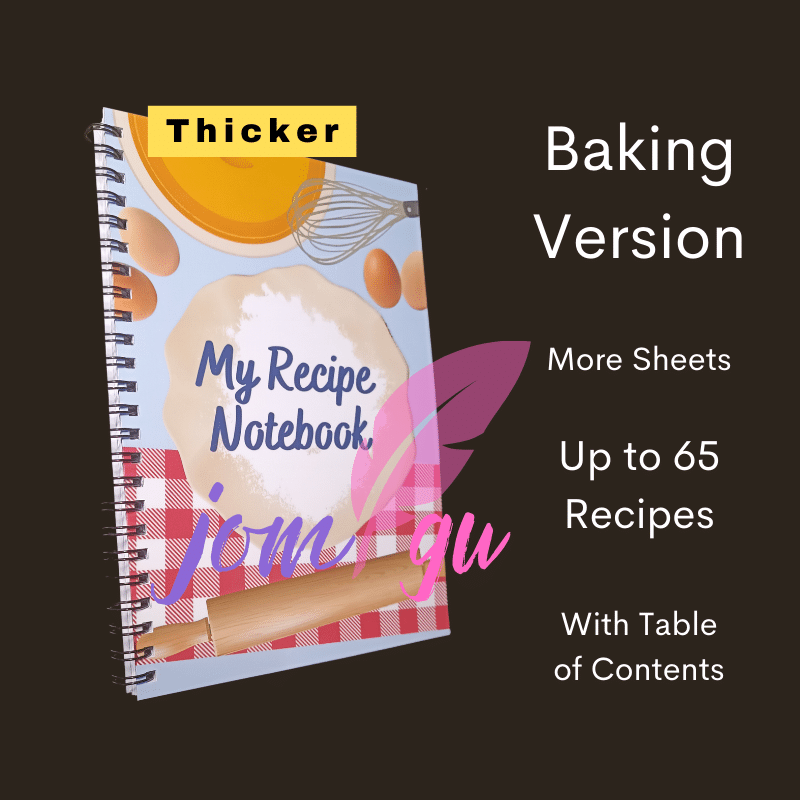 Thicker
My Recipe
Notebook
jom gu
Baking
Version
More Sheets
Up to 65
Recipes
With Table
of Contents